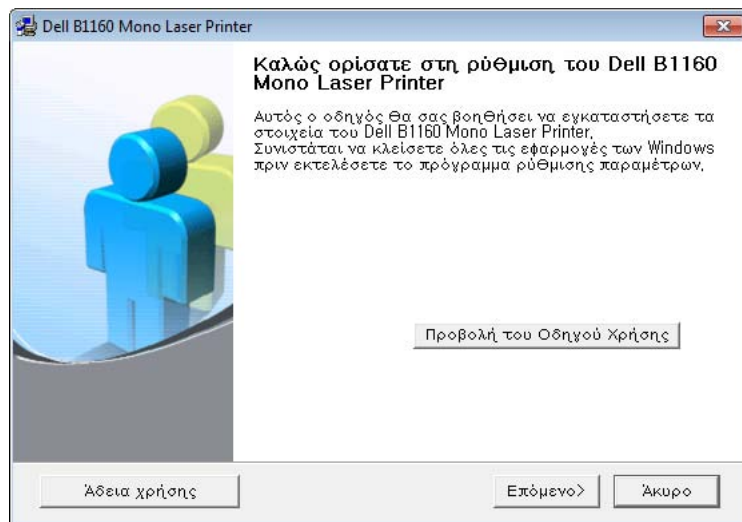 Dell B1160 Mono Laser Printer
Καλώς ορίσατε στη ρύθμιση του Dell B1160
Mono Laser Printer
Αυτός ο οδηγός θα σας βοηθήσει να εγκαταστήσετε τα
στοιχεία του Dell B1160 Mono Laser Printer.
Συνιστάται να κλείσετε όλες τις εφαρμογές των Windows
πριν εκτελέσετε το πρόγραμμα ρύθμισης παραμέτρων.
Προβολή του Οδηγού Χρήσης
Άδεια χρήσης
Επόμενο>
Άκυρο